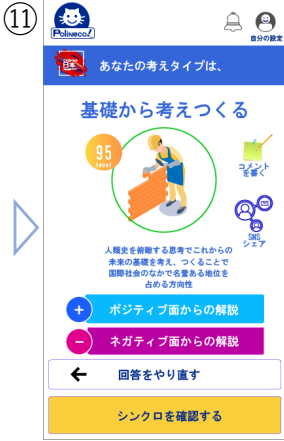 ⑪
Polineco!
自分の設定
あなたの考えタイプは、
基礎から考えつくる
95
level
コメント
を書く
SNS
シェア
人類史を俯瞰する思考でこれからの
未来の基礎を考え、つくることで
国際社会のなかで名誉ある地位を
占める方向性
+ ポジティブ面からの解説
− ネガティブ面からの解説
← 回答をやり直す
シンクロを確認する